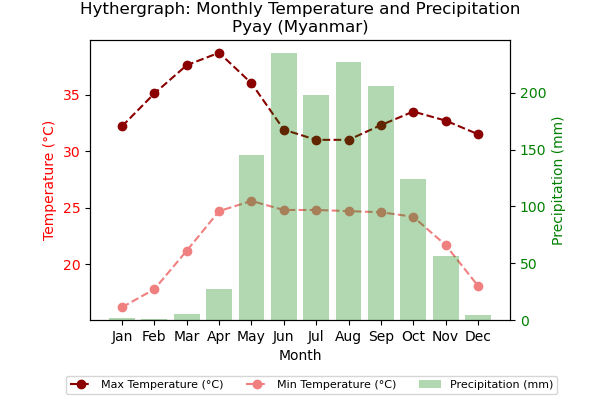 Hythergraph: Monthly Temperature and Precipitation
Pyay (Myanmar)
Temperature (°C)
35
30
25
20
200
150
100
50
0
Precipitation (mm)
Jan Feb Mar Apr May Jun Jul Aug Sep Oct Nov Dec
Month
Max Temperature (°C) Min Temperature (°C) Precipitation (mm)